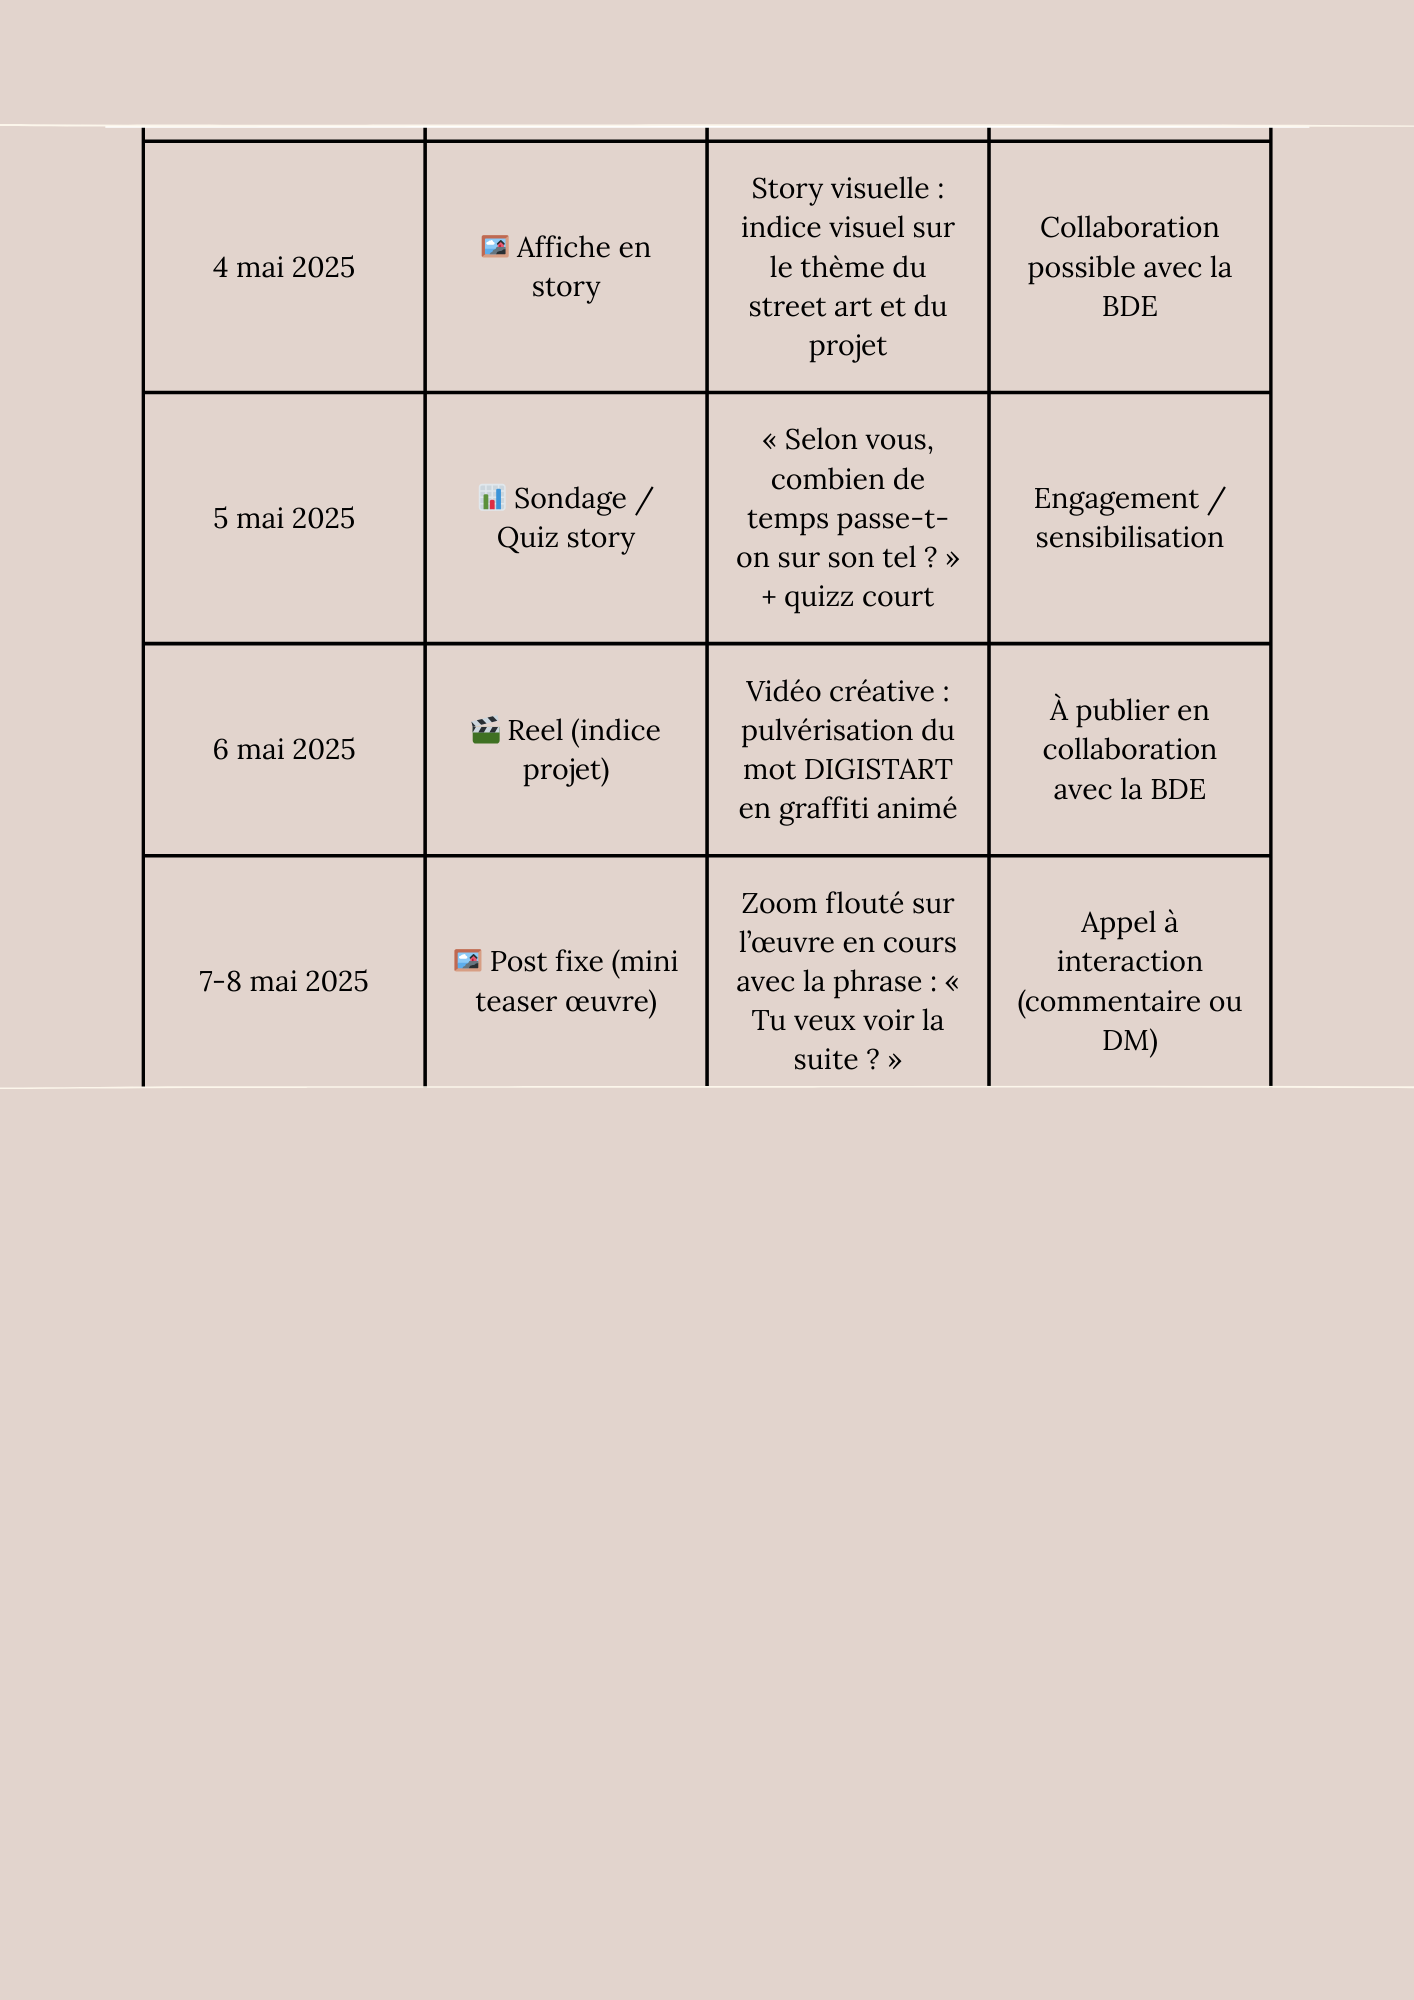 4 mai 2025
🖼️ Affiche en
story
Story visuelle :
indice visuel sur
le thème du
street art et du
projet
Collaboration
possible avec la
BDE
5 mai 2025
📊 Sondage /
Quiz story
« Selon vous,
combien de
temps passe-t-
on sur son tel ? »
+ quizz court
Engagement /
sensibilisation
6 mai 2025
🎬 Reel (indice
projet)
Vidéo créative :
pulvérisation du
mot DIGISTART
en graffiti animé
À publier en
collaboration
avec la BDE
7-8 mai 2025
🖼️ Post fixe (mini
teaser œuvre)
Zoom flouté sur
l’œuvre en cours
avec la phrase : «
Tu veux voir la
suite ? »
Appel à
interaction
(commentaire ou
DM)